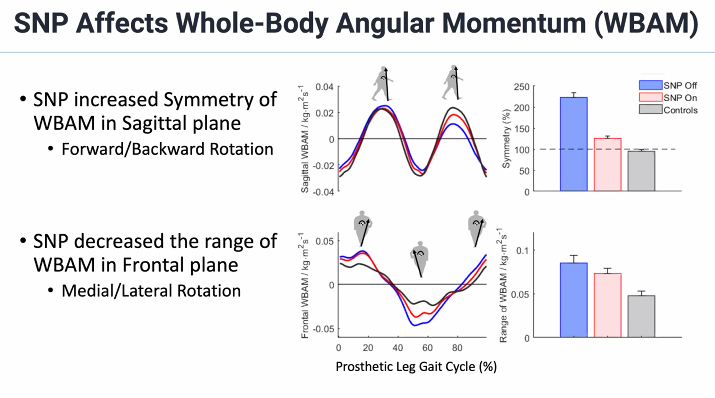 SNP Affects Whole-Body Angular Momentum (WBAM)
• SNP increased Symmetry of
WBAM in Sagittal plane
• Forward/Backward Rotation
• SNP decreased the range of
WBAM in Frontal plane
• Medial/Lateral Rotation
Sagittal WBAM / kg·m²s⁻¹
0.04
0.02
0
-0.02
-0.04
Symmetry (%)
250
200
150
100
50
0
SNP Off
SNP On
Controls
Frontal WBAM / kg·m²s⁻¹
0.05
0
-0.05
0 20 40 60 80
Prosthetic Leg Gait Cycle (%)
Range of WBAM / kg·m²s⁻¹
0.1
0.05
0